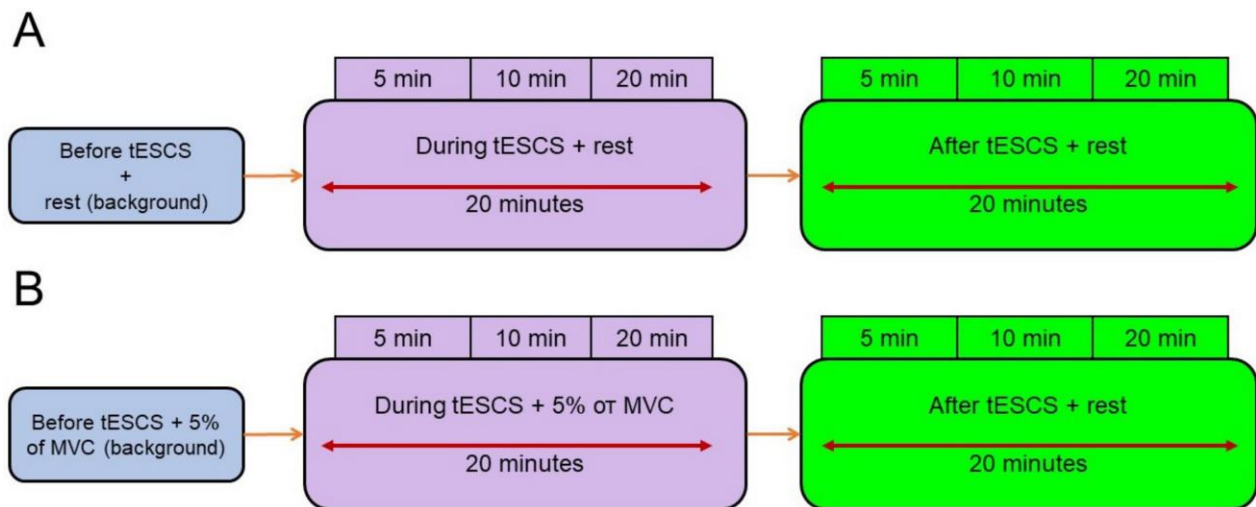 A
5 min 10 min 20 min
5 min 10 min 20 min
Before tESCS
+
rest (background)
During tESCS + rest
20 minutes
After tESCS + rest
20 minutes
B
5 min 10 min 20 min
5 min 10 min 20 min
Before tESCS + 5%
of MVC (background)
During tESCS + 5% от MVC
20 minutes
After tESCS + rest
20 minutes